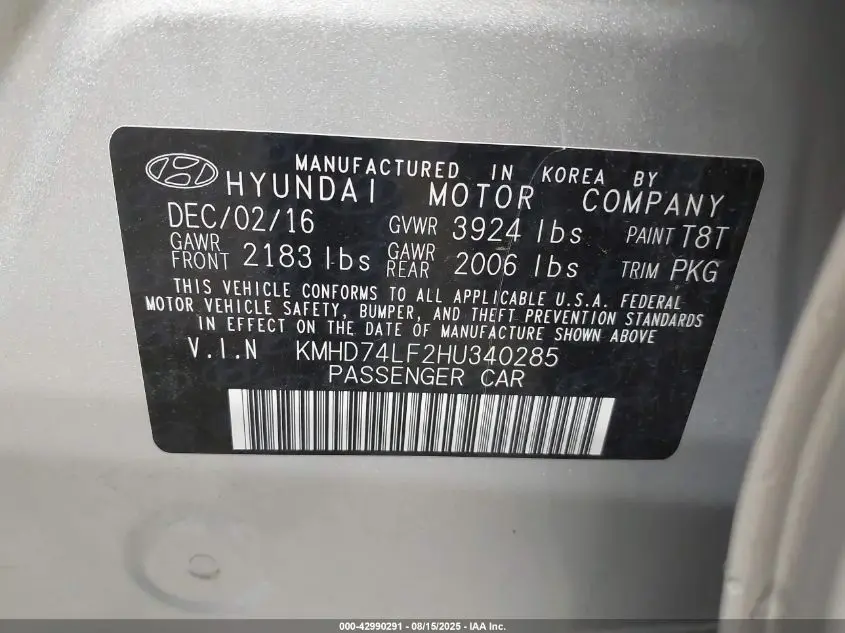 MANUFACTURED IN KOREA BY
HYUNDAI MOTOR COMPANY
DEC/02/16 GVWR 3924 lbs PAINT T8T
GAWR FRONT 2183 lbs GAWR REAR 2006 lbs TRIM PKG
THIS VEHICLE CONFORMS TO ALL APPLICABLE U.S.A. FEDERAL
MOTOR VEHICLE SAFETY, BUMPER, AND THEFT PREVENTION STANDARDS
IN EFFECT ON THE DATE OF MANUFACTURE SHOWN ABOVE
V.I.N KMHD74LF2HU340285
PASSENGER CAR
000-42990291 - 08/15/2025 - IAA Inc.